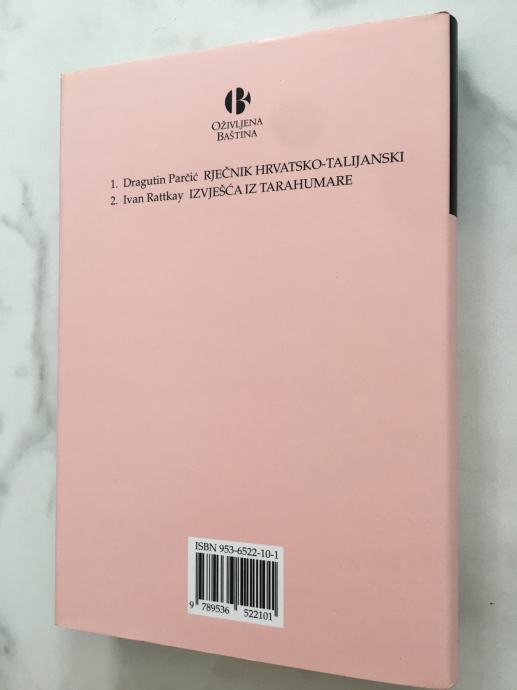 OŽIVLJENA
BAŠTINA
1. Dragutin Parčić RJEČNIK HRVATSKO-TALIJANSKI
2. Ivan Rattkay IZVJEŠĆA IZ TARAHUMARE
ISBN 953-6522-10-1
9 789536 522101